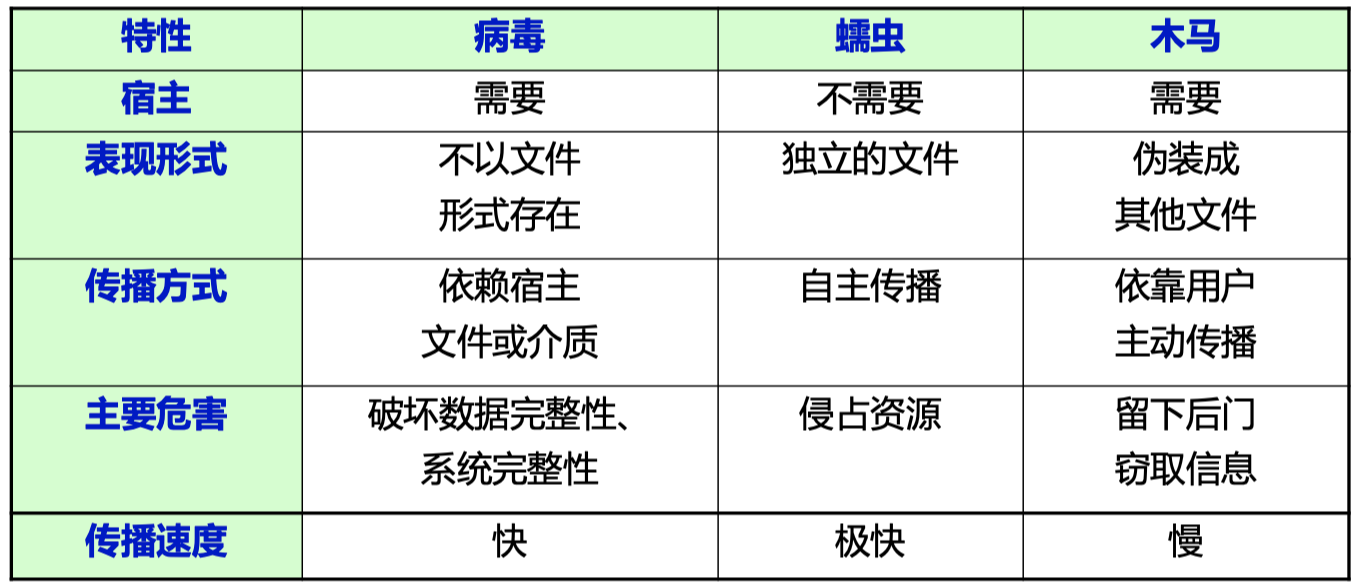 特性 病毒 蠕虫 木马
宿主 需要 不需要 需要
表现形式 不以文件 独立的文件 伪装成
形式存在 其他文件
传播方式 依赖宿主 自主传播 依靠用户
文件或介质 主动传播
主要危害 破坏数据完整性、 侵占资源 留下后门
系统完整性 窃取信息
传播速度 快 极快 慢